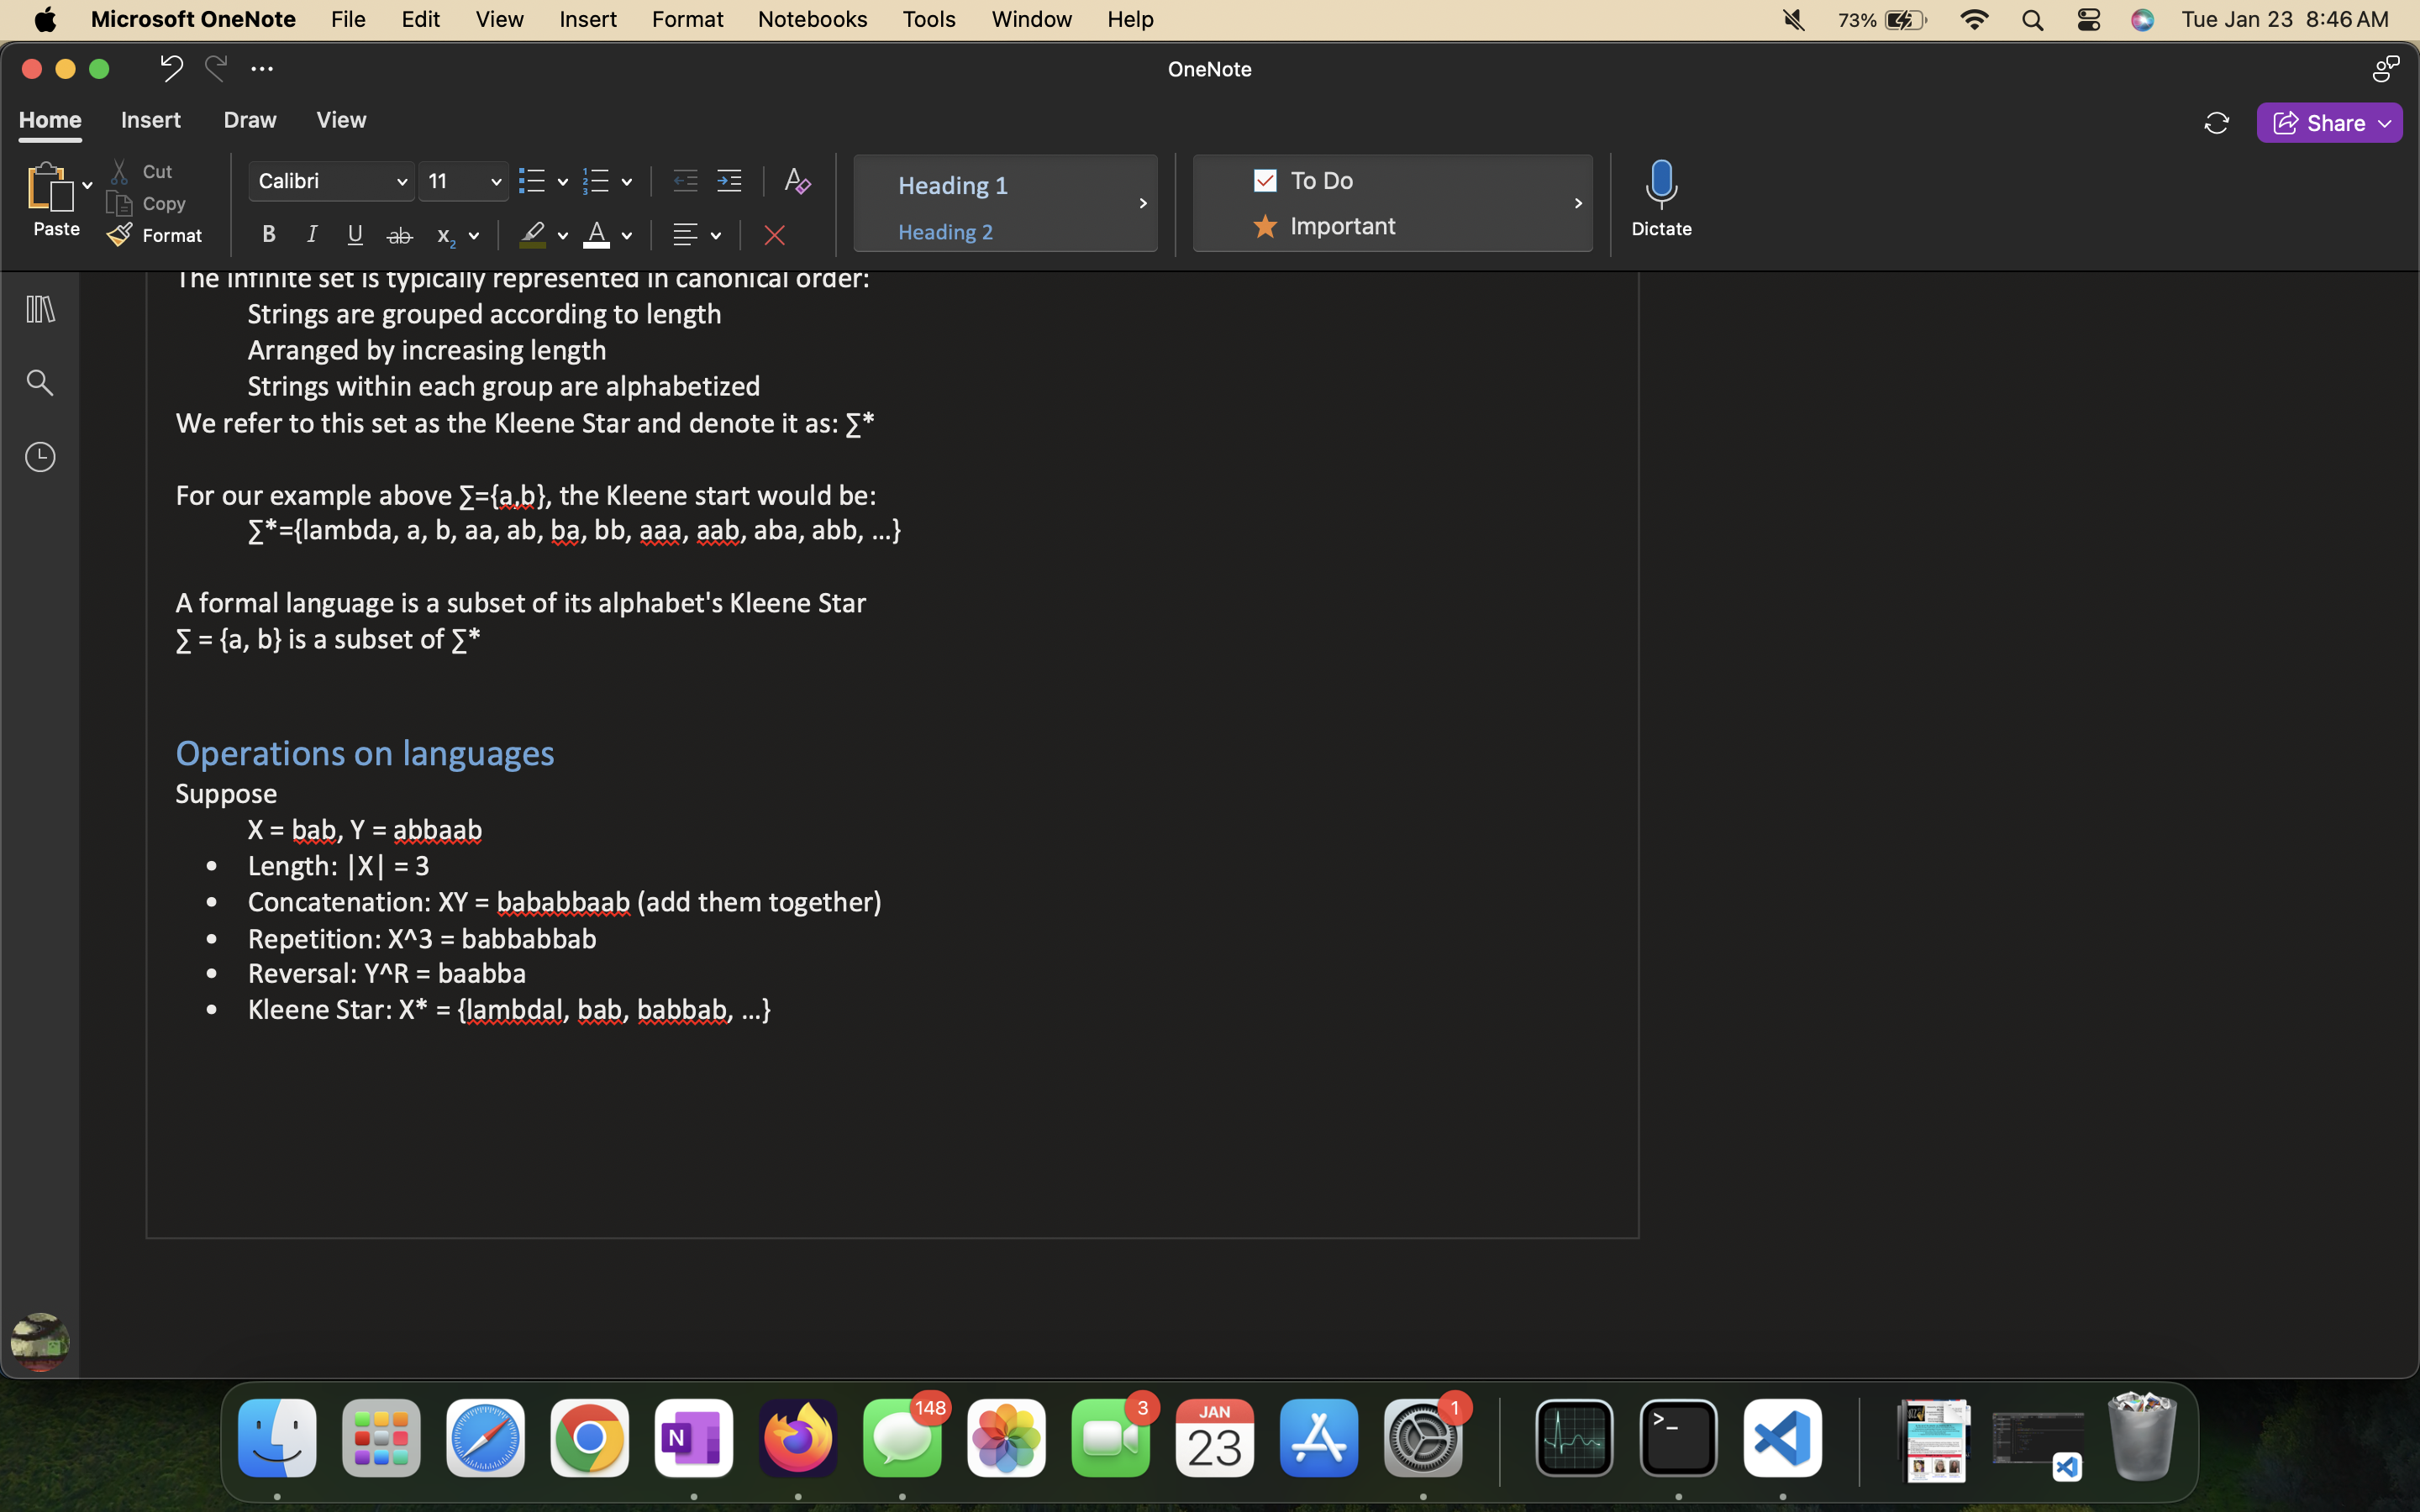 Microsoft OneNote File Edit View Insert Format Notebooks Tools Window Help 73% Tue Jan 23 8:46 AM
OneNote
Home Insert Draw View Share
Paste Cut Copy Format
Calibri 11
B I U ab x2 A
Heading 1
Heading 2
To Do
Important
Dictate
The infinite set is typically represented in canonical order:
Strings are grouped according to length
Arranged by increasing length
Strings within each group are alphabetized
We refer to this set as the Kleene Star and denote it as: ∑*
For our example above ∑={a,b}, the Kleene start would be:
∑*={lambda, a, b, aa, ab, ba, bb, aaa, aab, aba, abb, ...}
A formal language is a subset of its alphabet's Kleene Star
∑ = {a, b} is a subset of ∑*
Operations on languages
Suppose
X = bab, Y = abbaab
• Length: |X| = 3
• Concatenation: XY = bababbaab (add them together)
• Repetition: X^3 = babbabbab
• Reversal: Y^R = baabba
• Kleene Star: X* = {lambdal, bab, babbab, ...}
N 148 3 JAN 23 1 >_